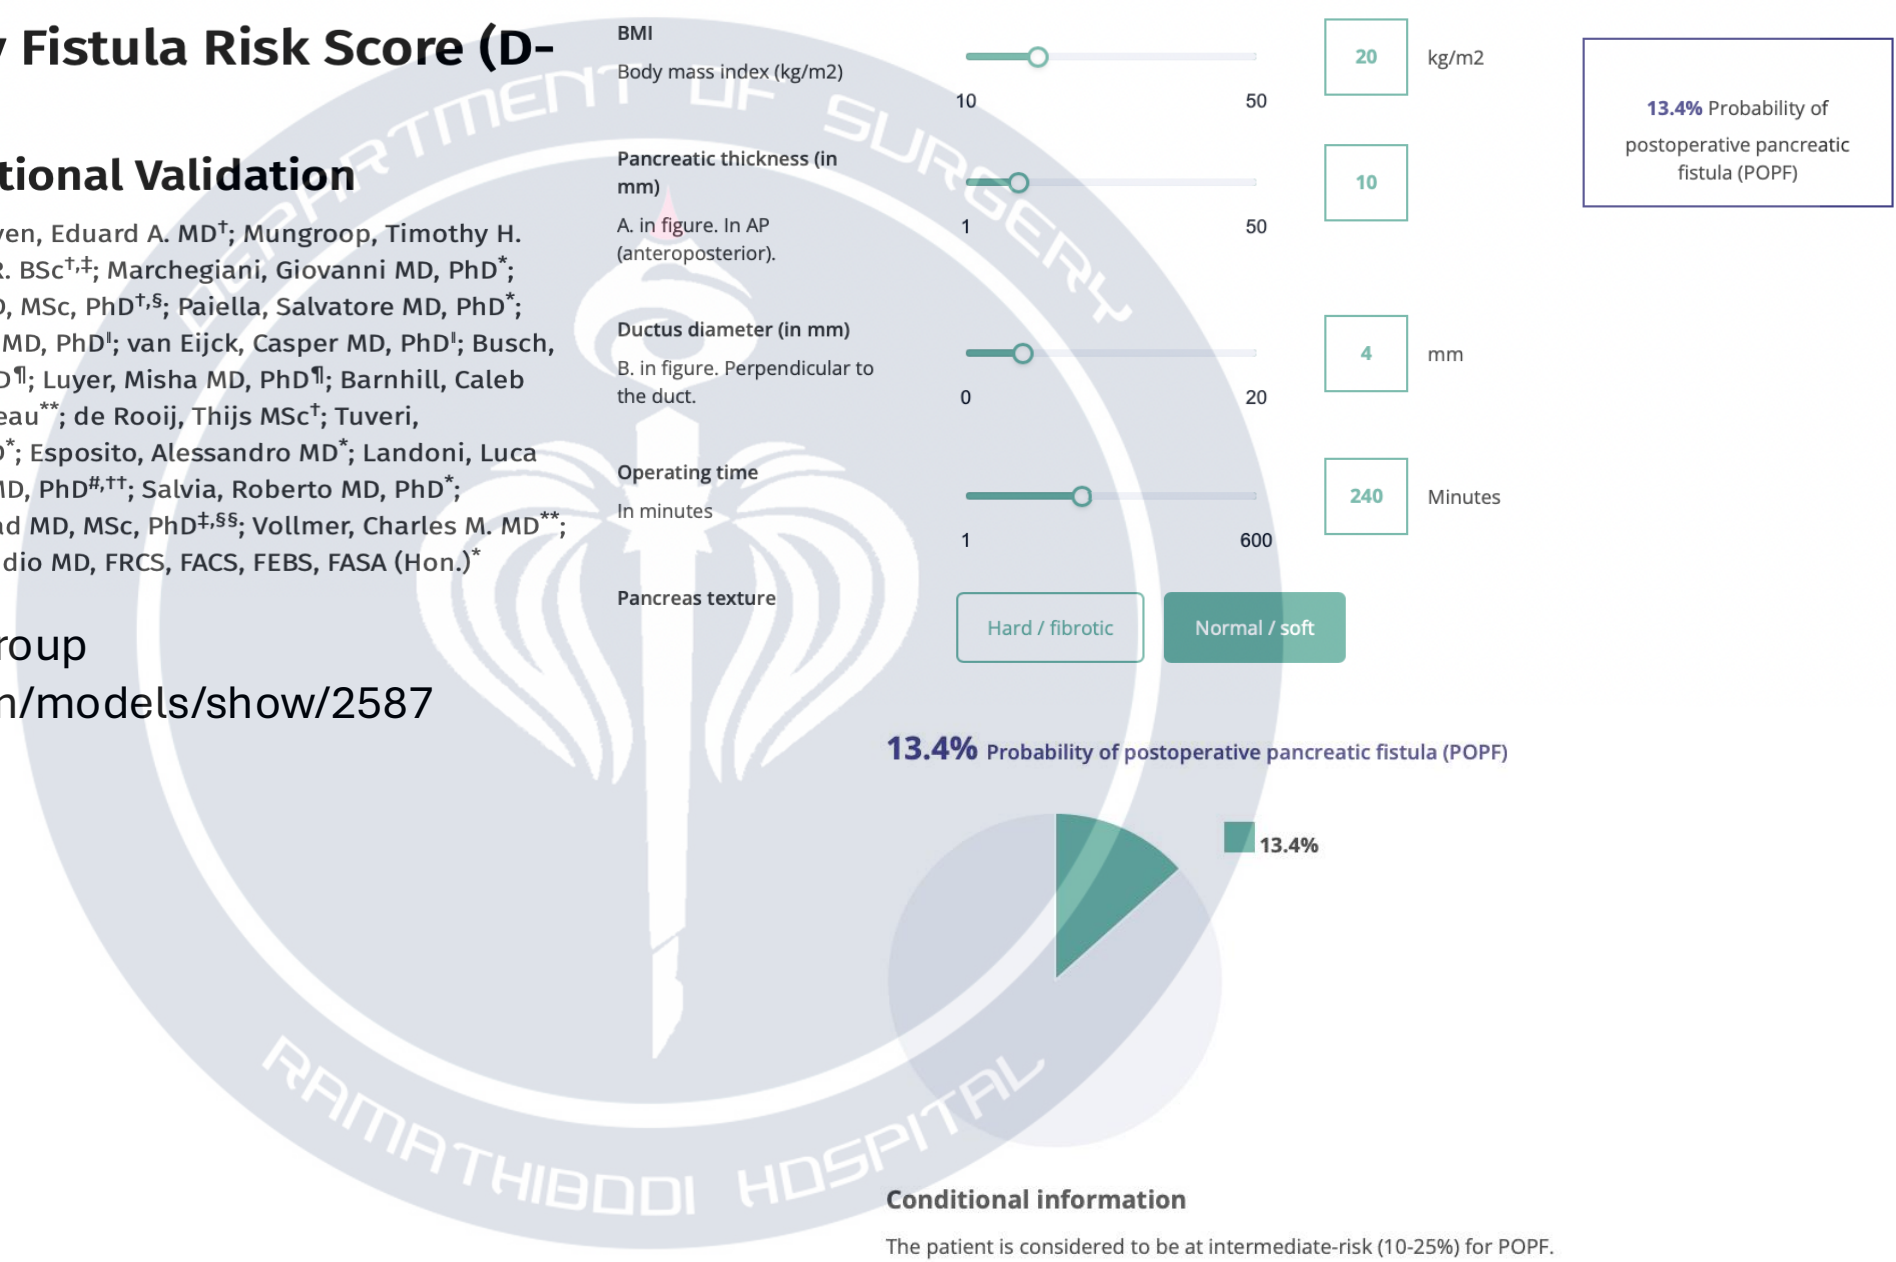 y Fistula Risk Score (D-
tional Validation
ven, Eduard A. MD†; Mungroop, Timothy H.
R. BSc†,‡; Marchegiani, Giovanni MD, PhD*;
D, MSc, PhD†,§; Paiella, Salvatore MD, PhD*;
MD, PhD‖; van Eijck, Casper MD, PhD‖; Busch,
D¶; Luyer, Misha MD, PhD¶; Barnhill, Caleb
eau**; de Rooij, Thijs MSc†; Tuveri,
D*; Esposito, Alessandro MD*; Landoni, Luca
MD, PhD#,††; Salvia, Roberto MD, PhD*;
ad MD, MSc, PhD‡,§§; Vollmer, Charles M. MD**;
dio MD, FRCS, FACS, FEBS, FASA (Hon.)*
roup
n/models/show/2587
BMI
Body mass index (kg/m2)
10
50
20
kg/m2
Pancreatic thickness (in
mm)
A. in figure. In AP
(anteroposterior).
1
50
10
Ductus diameter (in mm)
B. in figure. Perpendicular to
the duct.
0
20
4
mm
Operating time
In minutes
1
600
240
Minutes
Pancreas texture
Hard / fibrotic
Normal / soft
13.4% Probability of postoperative pancreatic fistula (POPF)
13.4%
Conditional information
The patient is considered to be at intermediate-risk (10-25%) for POPF.
13.4% Probability of
postoperative pancreatic
fistula (POPF)
DEPARTMENT OF SURGERY
RAMATHIBODI HOSPITAL